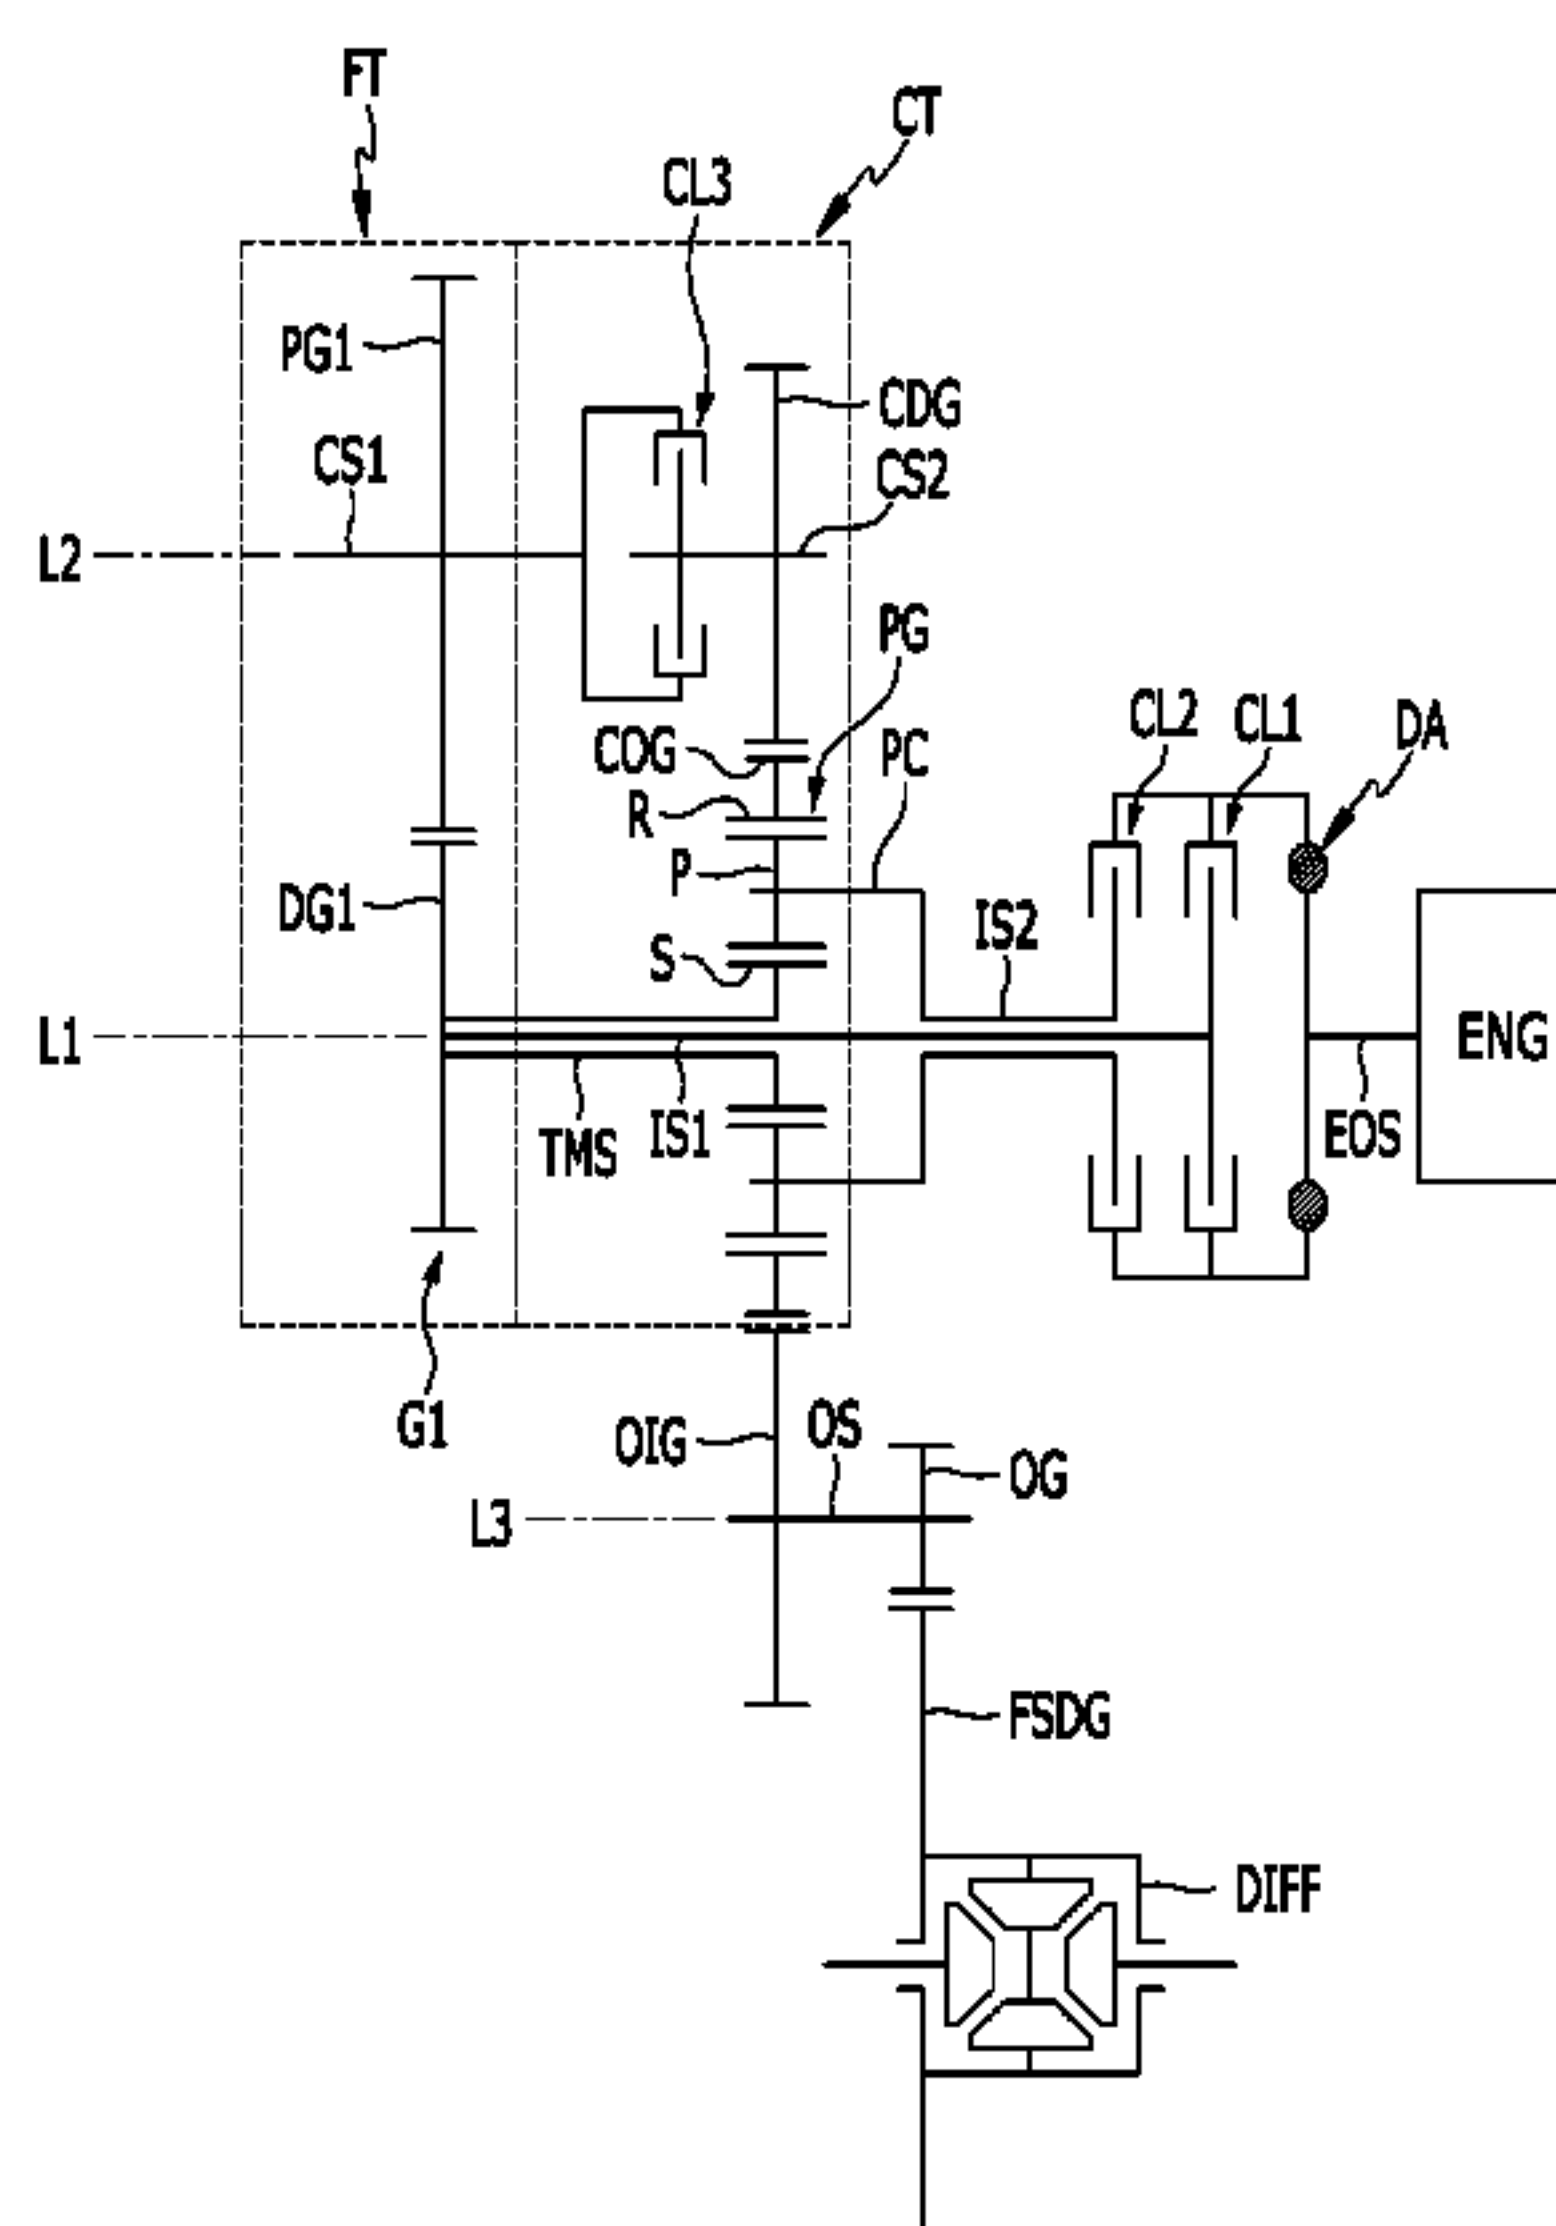 FT
CT
CL3
PG1
CDG
CS1
CS2
L2
PG
CL2
CL1
DA
COG
PC
R
P
DG1
IS2
S
L1
ENG
TMS
IS1
EOS
G1
OIG
OS
OG
L3
FSDG
DIFF